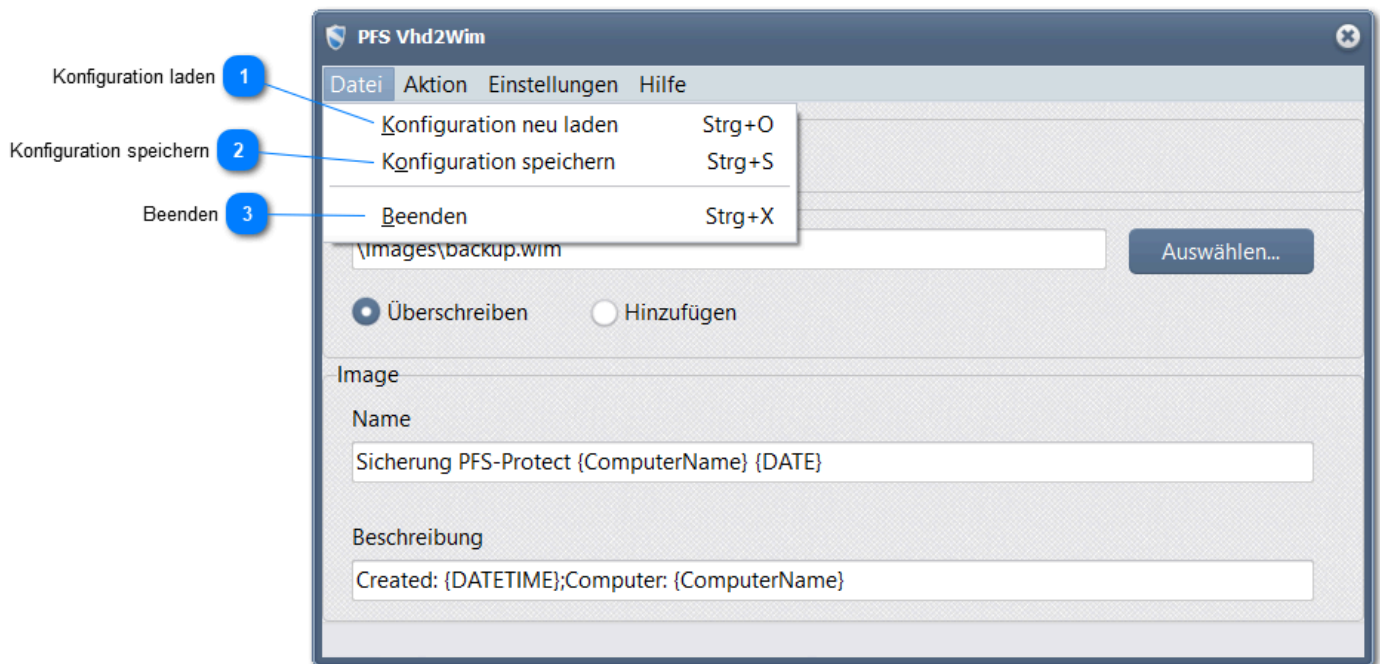 PFS Vhd2Wim
Konfiguration laden 1
Datei Aktion Einstellungen Hilfe
Konfiguration neu laden Strg+O
Konfiguration speichern 2
Konfiguration speichern Strg+S
Beenden 3
Beenden Strg+X
\Images\backup.wim
Auswählen...
Überschreiben Hinzufügen
Image
Name
Sicherung PFS-Protect {ComputerName} {DATE}
Beschreibung
Created: {DATETIME};Computer: {ComputerName}